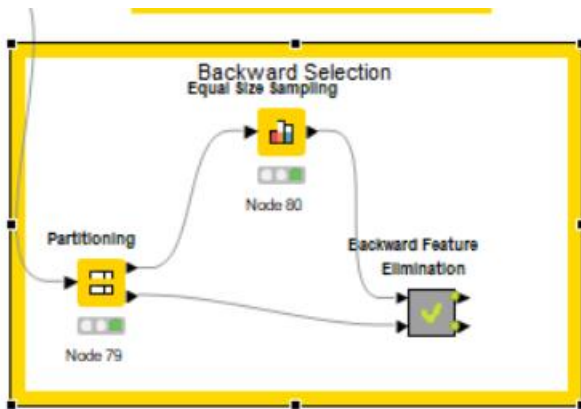 Backward Selection
Equal Size Sampling
Node 80
Partitioning
Node 79
Backward Feature
Elimination